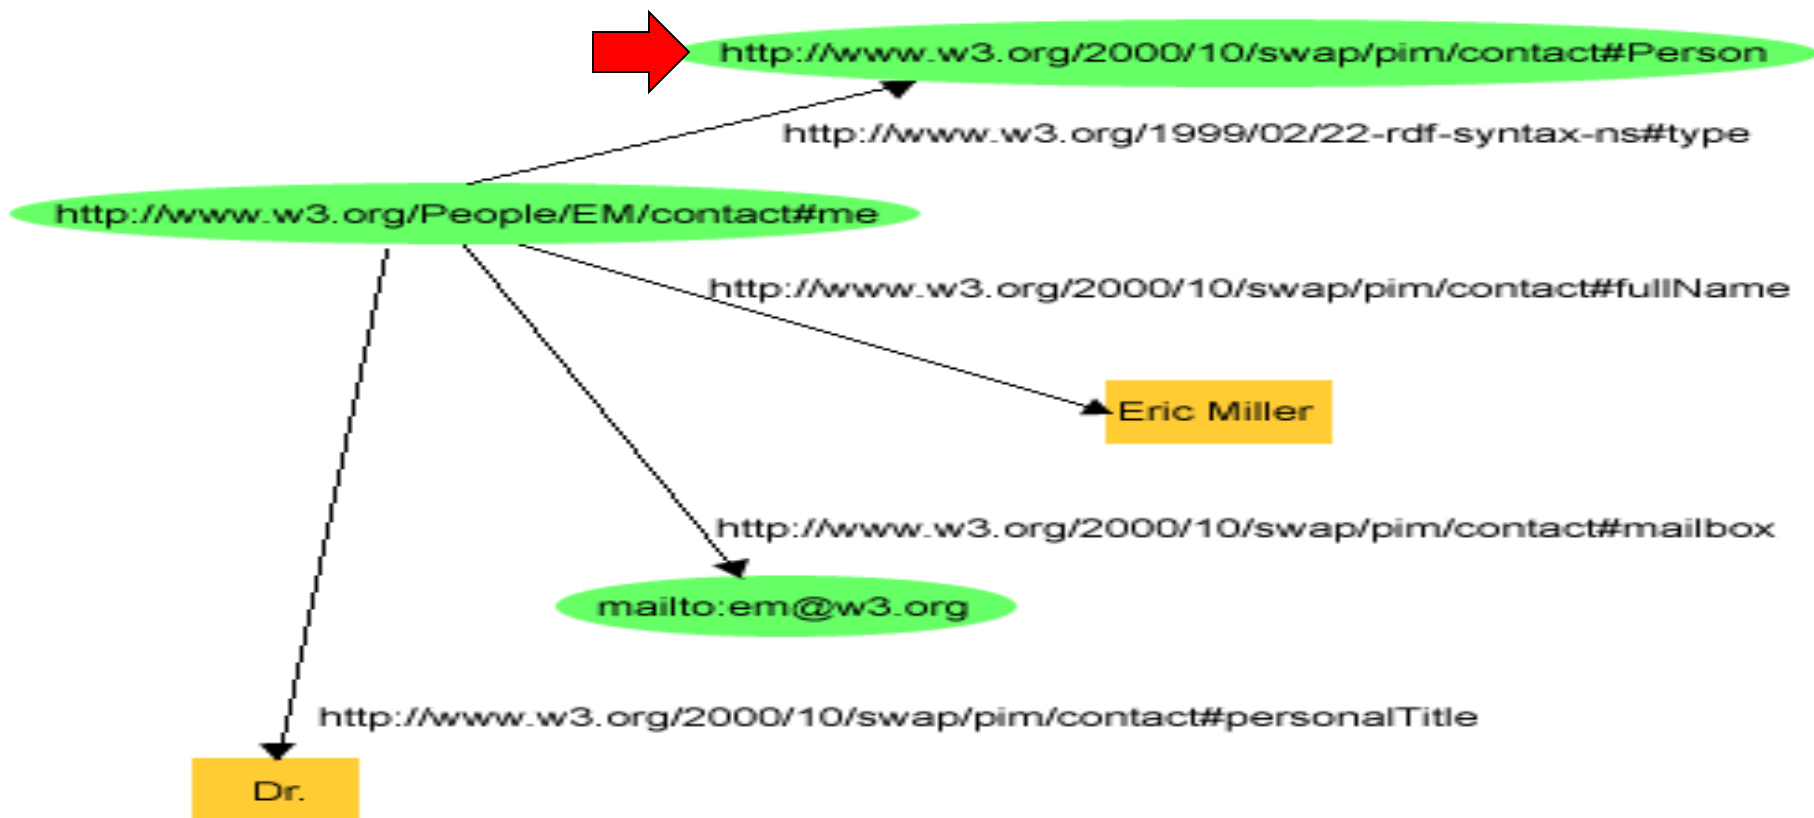 http://www.w3.org/2000/10/swap/pim/contact#Person
http://www.w3.org/1999/02/22-rdf-syntax-ns#type
http://www.w3.org/People/EM/contact#me
http://www.w3.org/2000/10/swap/pim/contact#fullName
Eric Miller
http://www.w3.org/2000/10/swap/pim/contact#mailbox
mailto:em@w3.org
http://www.w3.org/2000/10/swap/pim/contact#personalTitle
Dr.